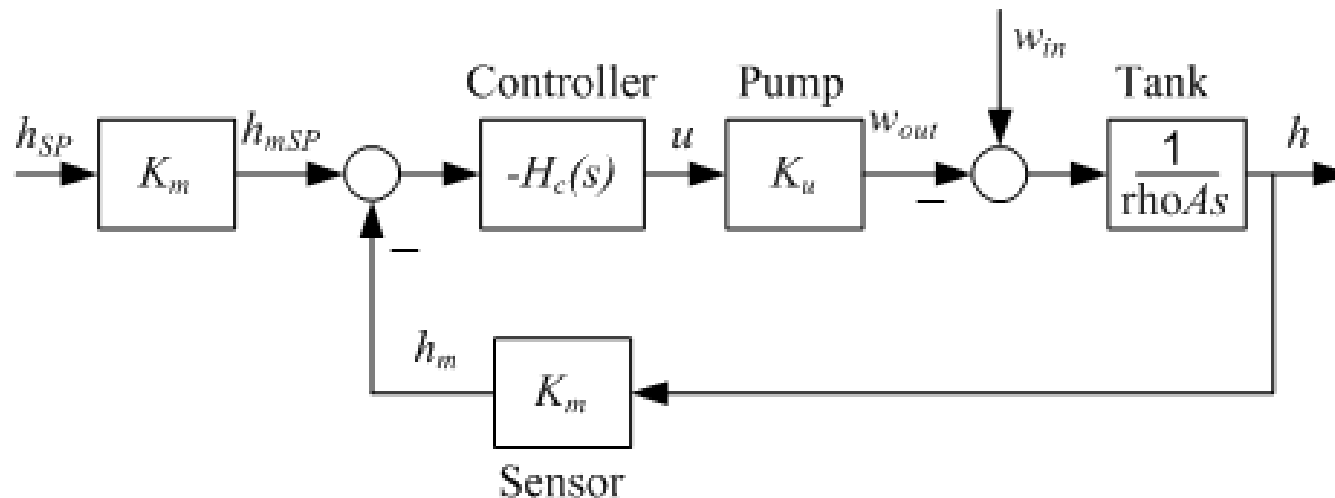 w_in
Controller Pump Tank
h_SP h_mSP u w_out h
K_m -H_c(s) K_u 1
rhoAs
−
−
h_m
K_m
Sensor